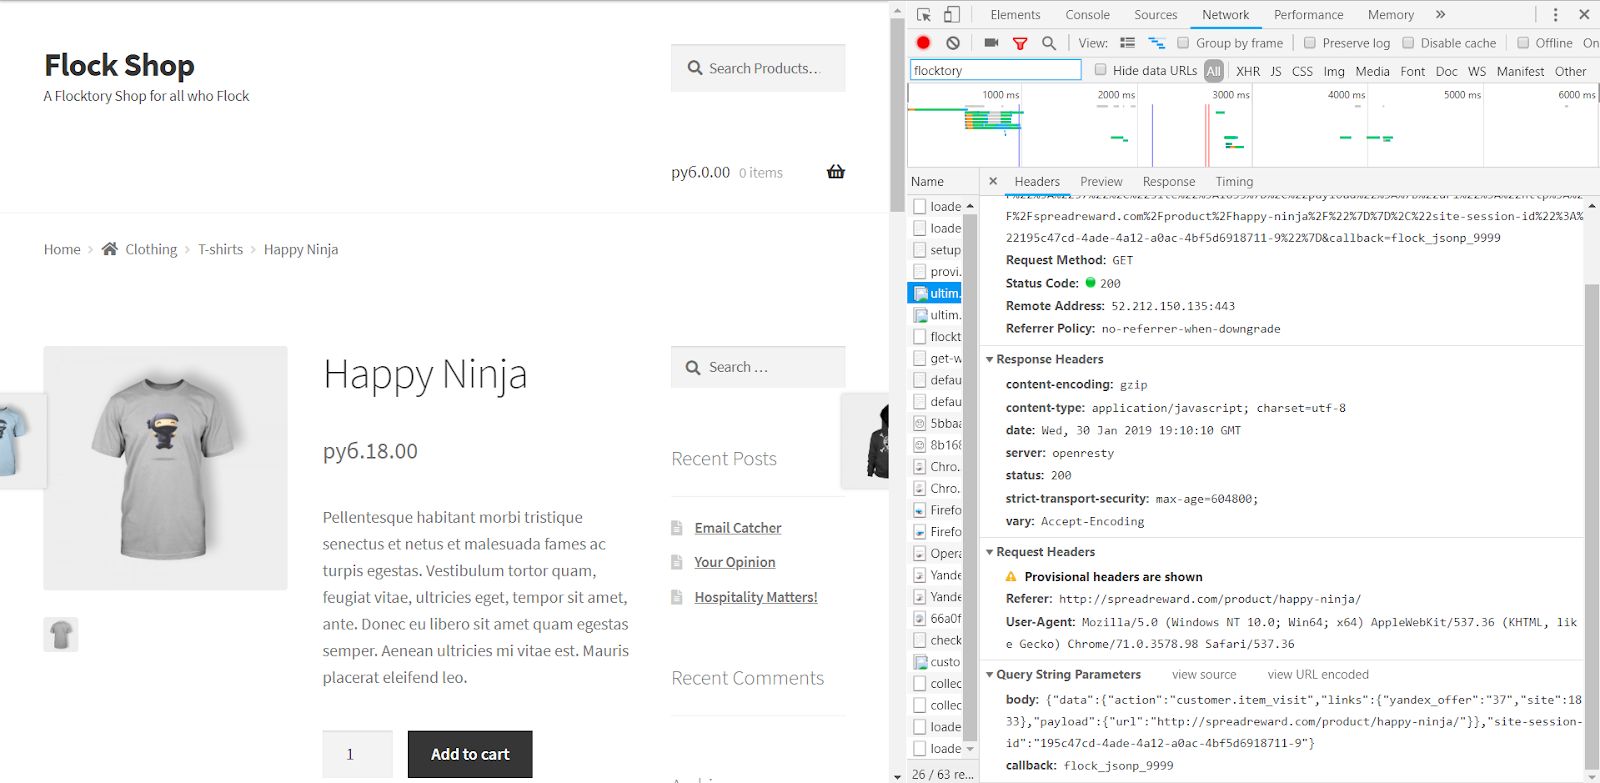 Flock Shop
A Flocktory Shop for all who Flock
Search Products…
руб.0.00 0 items
Home Clothing T-shirts Happy Ninja
Happy Ninja
руб.18.00
Pellentesque habitant morbi tristique
senectus et netus et malesuada fames ac
turpis egestas. Vestibulum tortor quam,
feugiat vitae, ultricies eget, tempor sit amet,
ante. Donec eu libero sit amet quam egestas
semper. Aenean ultricies mi vitae est. Mauris
placerat eleifend leo.
1 Add to cart
Search …
Recent Posts
Email Catcher
Your Opinion
Hospitality Matters!
Recent Comments
Elements Console Sources Network Performance Memory »
View: Group by frame Preserve log Disable cache Offline On
flocktory Hide data URLs All XHR JS CSS Img Media Font Doc WS Manifest Other
1000 ms 2000 ms 3000 ms 4000 ms 5000 ms 6000 ms
Name
loade
loade
setup
provi.
ultim.
ultim.
flockt
get-w
defau
defau
5bbaa
8b168
Chro.
Chro.
Firefo
Firefo
Opera
Yande
Yande
66a0f
check
custo
collec
collec
loade
loade
26 / 63 re...
Headers Preview Response Timing
F%2Fspreadreward.com%2Fproduct%2Fhappy-ninja%2F%22%7D%7D%2C%22site-session-id%22%3A%
22195c47cd-4ade-4a12-a0ac-4bf5d6918711-9%22%7D&callback=flock_jsonp_9999
Request Method: GET
Status Code: 200
Remote Address: 52.212.150.135:443
Referrer Policy: no-referrer-when-downgrade
Response Headers
content-encoding: gzip
content-type: application/javascript; charset=utf-8
date: Wed, 30 Jan 2019 19:10:10 GMT
server: openresty
status: 200
strict-transport-security: max-age=604800;
vary: Accept-Encoding
Request Headers
Provisional headers are shown
Referer: http://spreadreward.com/product/happy-ninja/
User-Agent: Mozilla/5.0 (Windows NT 10.0; Win64; x64) AppleWebKit/537.36 (KHTML, lik
e Gecko) Chrome/71.0.3578.98 Safari/537.36
Query String Parameters view source view URL encoded
body: {"data":{"action":"customer.item_visit","links":{"yandex_offer":"37","site":18
33},"payload":{"url":"http://spreadreward.com/product/happy-ninja/"}},"site-session-
id":"195c47cd-4ade-4a12-a0ac-4bf5d6918711-9"}
callback: flock_jsonp_9999